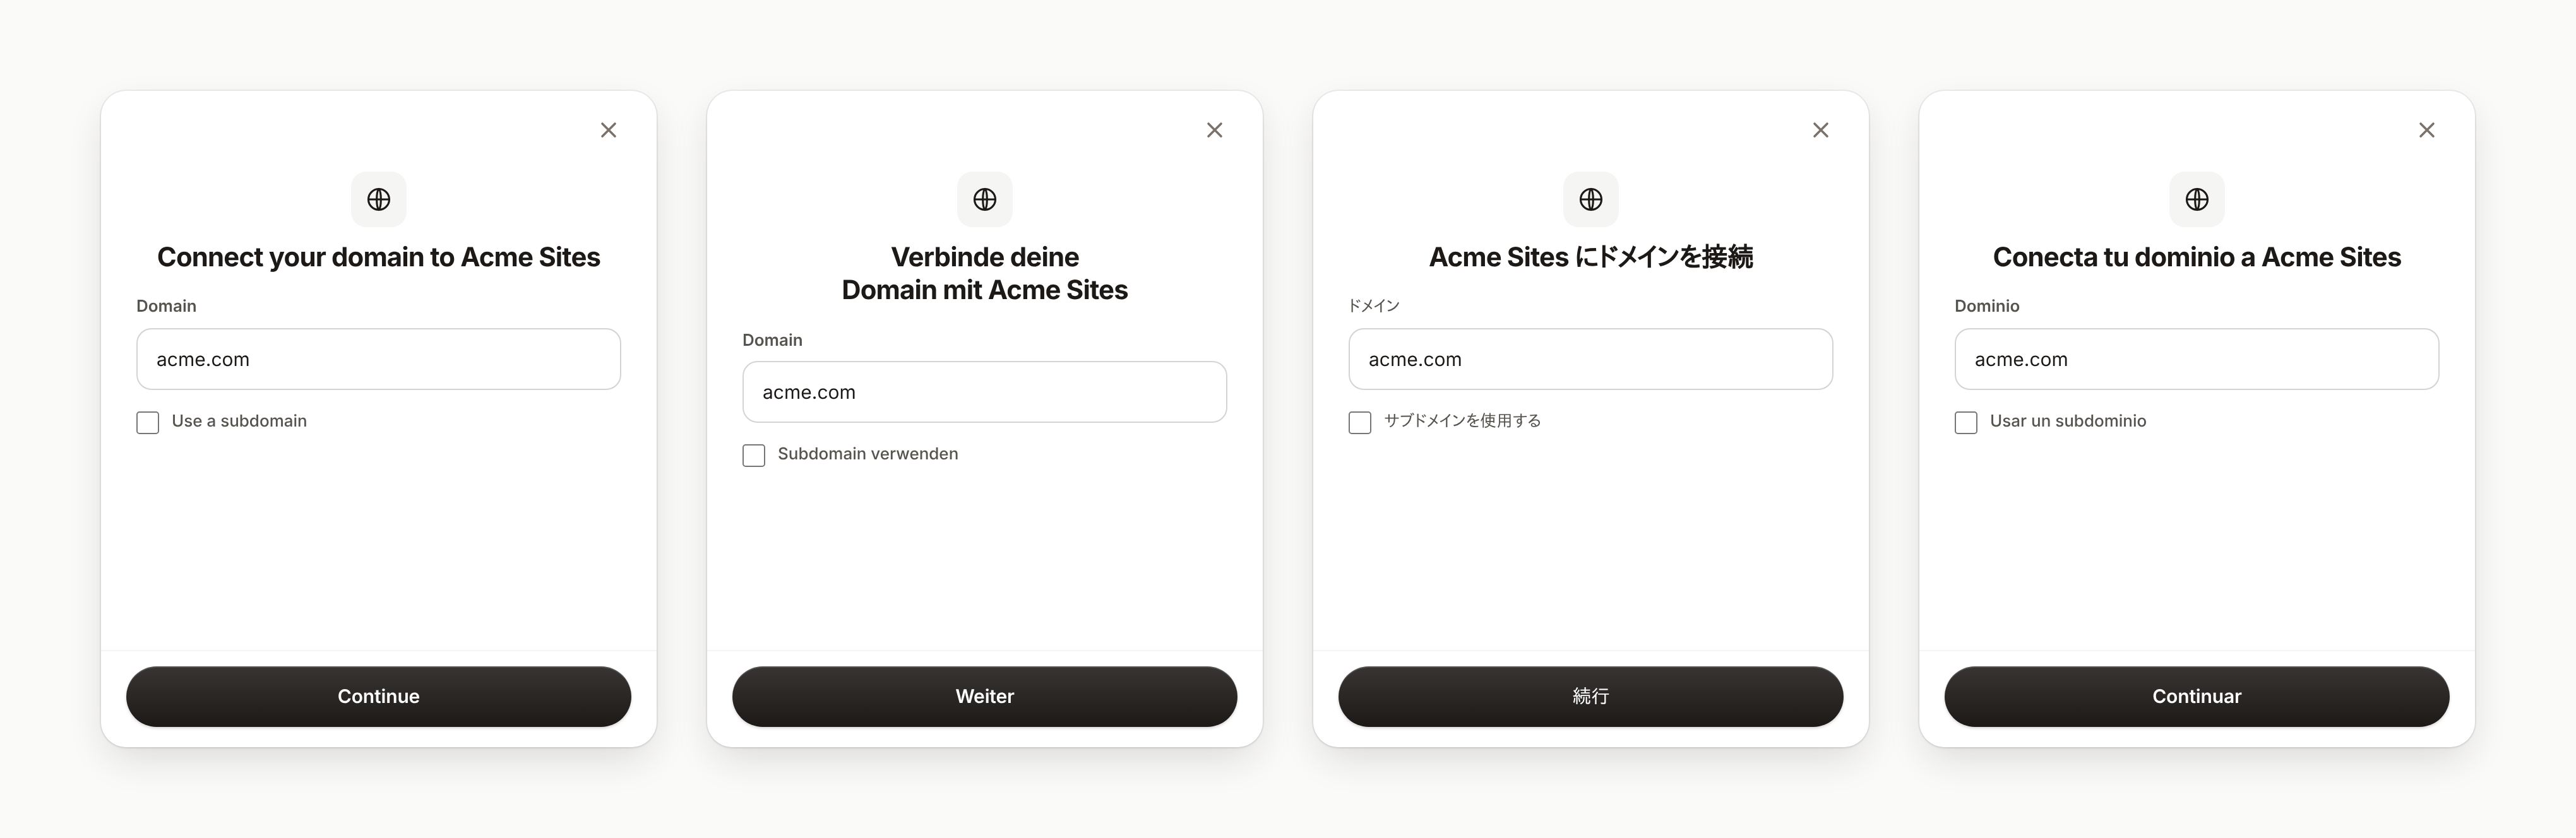 Connect your domain to Acme Sites
Domain
acme.com
Use a subdomain
Continue
Verbinde deine
Domain mit Acme Sites
Domain
acme.com
Subdomain verwenden
Weiter
Acme Sites にドメインを接続
ドメイン
acme.com
サブドメインを使用する
続行
Conecta tu dominio a Acme Sites
Dominio
acme.com
Usar un subdominio
Continuar